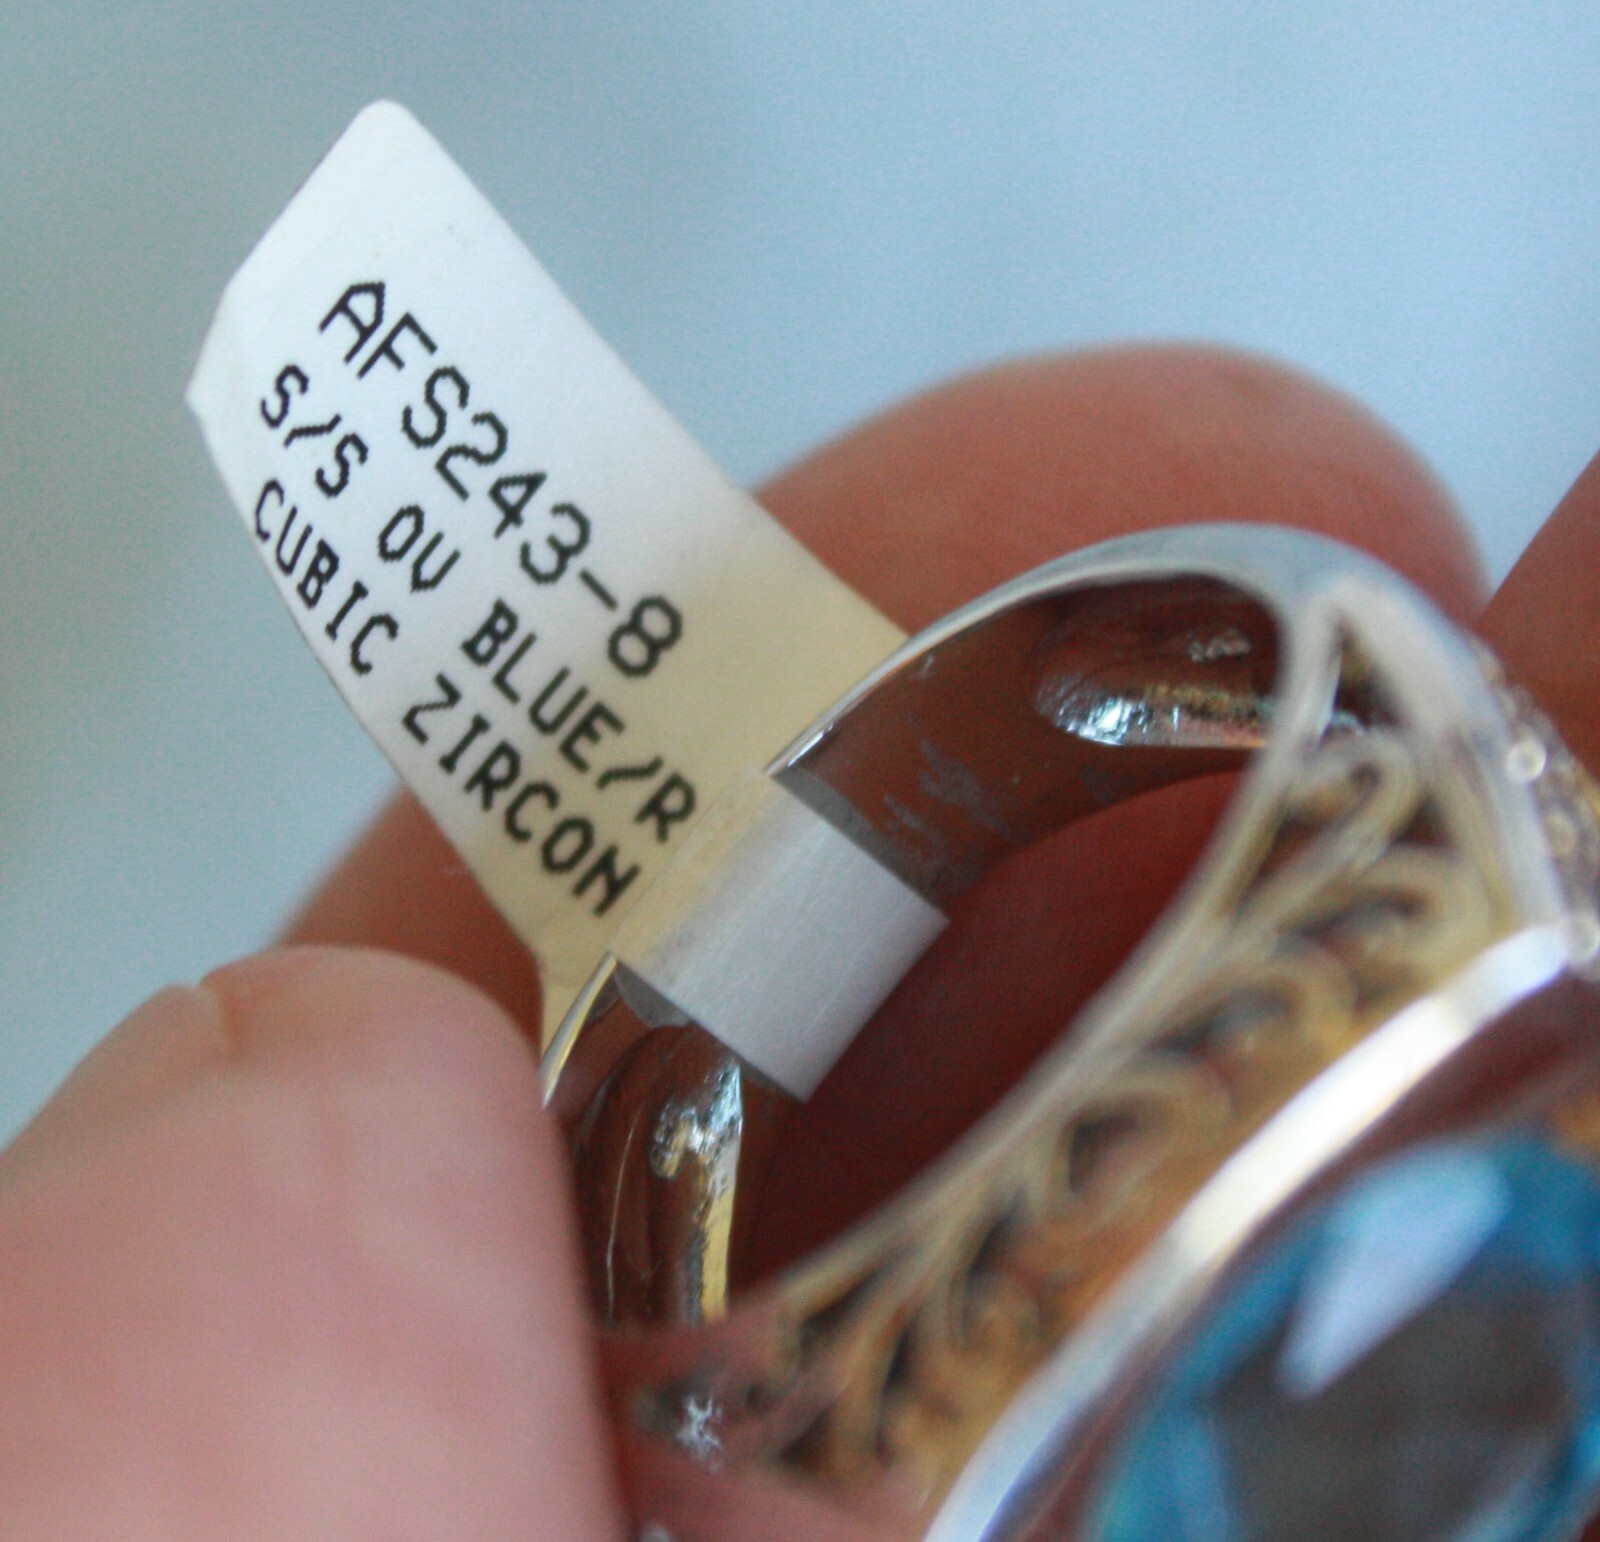 AFS243-8
S/S OV BLUE/R
CUBIC ZIRCON